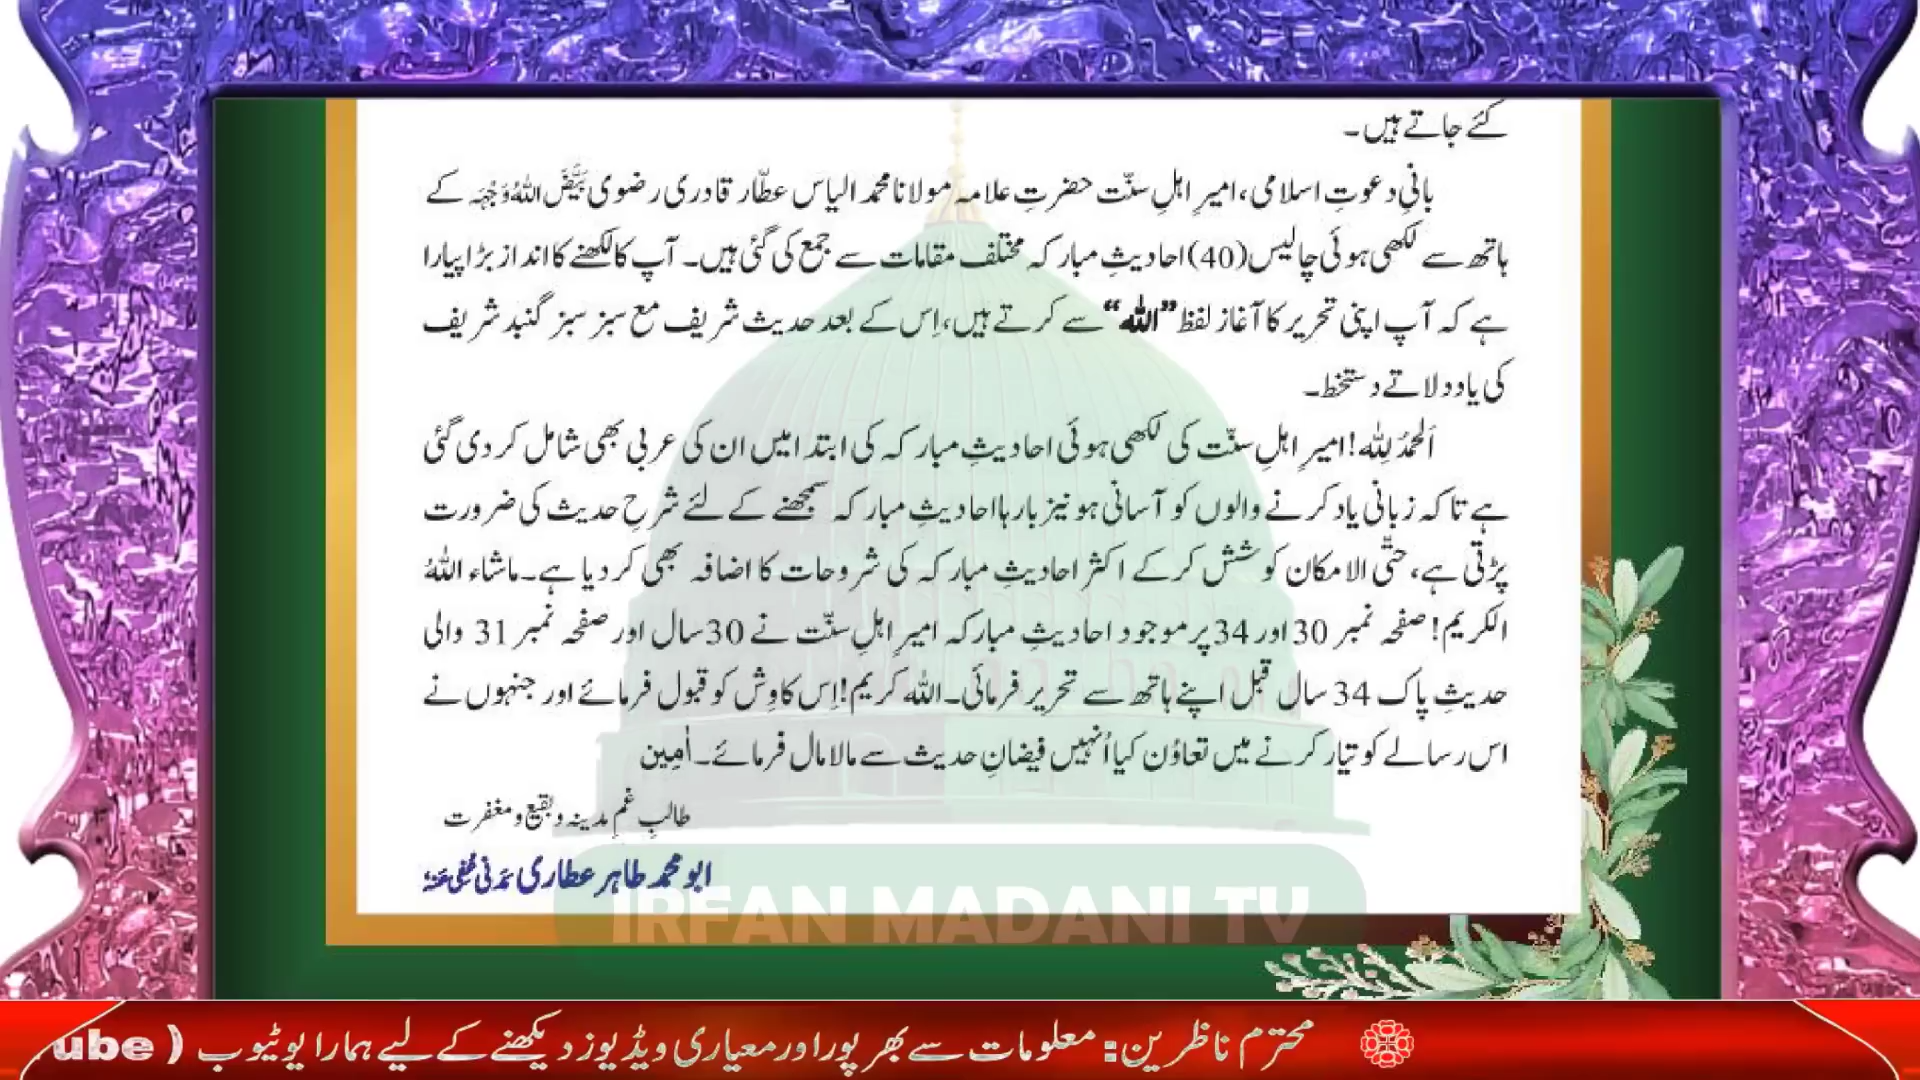 کئے جاتے ہیں۔
بانیِ دعوتِ اسلامی، امیرِ اہلِ سنّت حضرتِ علامہ مولانا محمد الیاس عطّار قادری رضوی بَیَّضَ اللہُ وَجْہَہ کے
ہاتھ سے لکھی ہوئی چالیس (40) احادیثِ مبارکہ مختلف مقامات سے جمع کی گئی ہیں۔ آپ کا لکھنے کا انداز بڑا پیارا
ہے کہ آپ اپنی تحریر کا آغاز لفظ ”اللہ“ سے کرتے ہیں، اِس کے بعد حدیث شریف مع سبز سبز گنبد شریف
کی یاد دلاتے دستخط۔
اَلحمدُ لِلّٰہ! امیرِ اہلِ سنّت کی لکھی ہوئی احادیثِ مبارکہ کی ابتدا میں ان کی عربی بھی شامل کر دی گئی
ہے تاکہ زبانی یاد کرنے والوں کو آسانی ہو نیز بارہا احادیثِ مبارکہ سمجھنے کے لئے شرحِ حدیث کی ضرورت
پڑتی ہے، حتَّی الامکان کوشش کرکے اکثر احادیثِ مبارکہ کی شروحات کا اضافہ بھی کر دیا ہے۔ ماشاء اللہُ
الکریم! صفحہ نمبر 30 اور 34 پر موجود احادیثِ مبارکہ امیرِ اہلِ سنّت نے 30 سال اور صفحہ نمبر 31 والی
حدیثِ پاک 34 سال قبل اپنے ہاتھ سے تحریر فرمائی۔ اللہ کریم! اِس کاوِش کو قبول فرمائے اور جنہوں نے
اس رسالے کو تیار کرنے میں تعاوُن کیا اُنہیں فیضانِ حدیث سے مالا مال فرمائے۔ اٰمِین
طالبِ غمِ مدینہ و بقیع و مغفرت
ابو محمد طاہر عطاری مَدَنی عُفِیَ عَنْہُ
IRFAN MADANI TV
محترم ناظرین: معلومات سے بھرپور اور معیاری ویڈیوز دیکھنے کے لیے ہمارا یوٹیوب ( ube